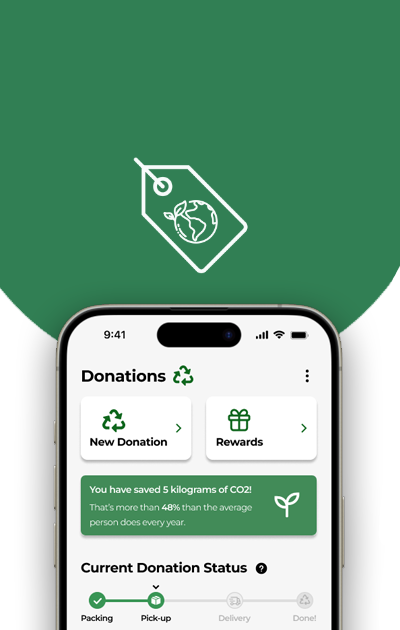 9:41
Donations
New Donation
Rewards
You have saved 5 kilograms of CO2!
That's more than 48% than the average
person does every year.
Current Donation Status ?
Packing Pick-up Delivery Done!